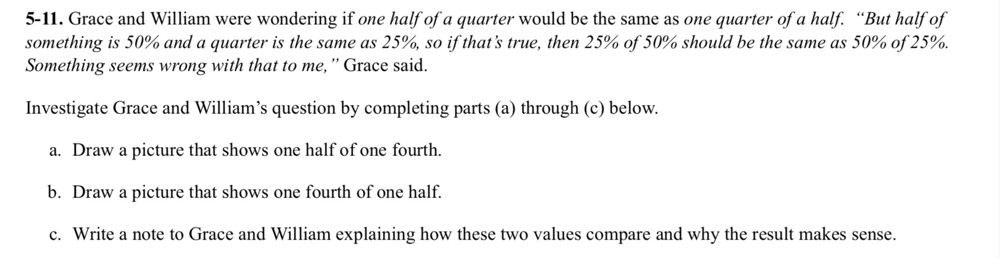 5-11. Grace and William were wondering if one half of a quarter would be the same as one quarter of a half. “But half of
something is 50% and a quarter is the same as 25%, so if that’s true, then 25% of 50% should be the same as 50% of 25%.
Something seems wrong with that to me,” Grace said.
Investigate Grace and William’s question by completing parts (a) through (c) below.
a. Draw a picture that shows one half of one fourth.
b. Draw a picture that shows one fourth of one half.
c. Write a note to Grace and William explaining how these two values compare and why the result makes sense.